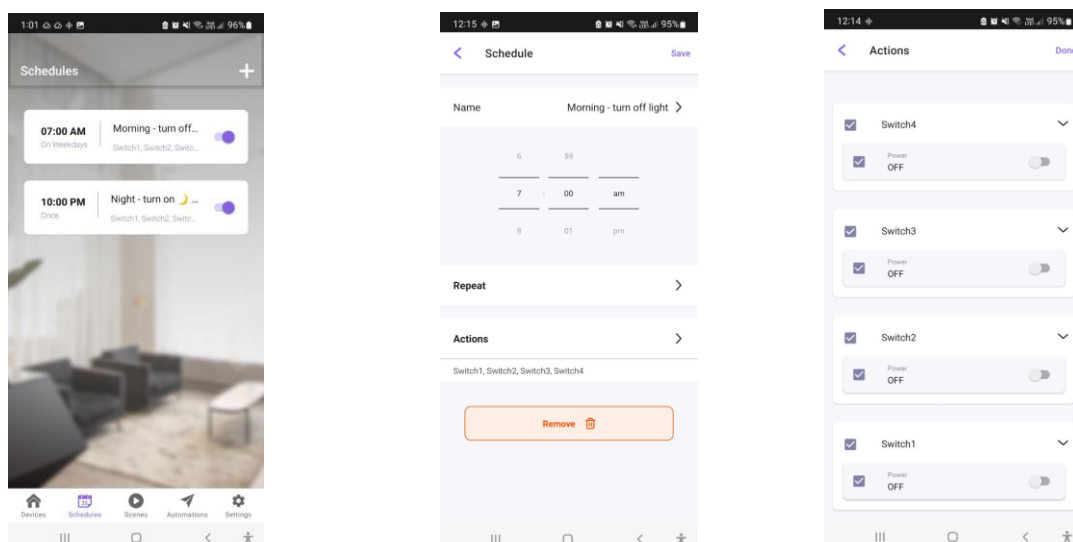 1:01 96%
Schedules +
07:00 AM Morning - turn off...
On Weekdays Switch1, Switch2, Switc...
10:00 PM Night - turn on 🌙 ...
Once Switch1, Switch2, Switc...
Devices Schedules Scenes Automations Settings
12:15 95%
Schedule Save
Name Morning - turn off light
6 59
7 : 00 am
8 01 pm
Repeat
Actions
Switch1, Switch2, Switch3, Switch4
Remove
12:14 95%
Actions Done
Switch4
Power
OFF
Switch3
Power
OFF
Switch2
Power
OFF
Switch1
Power
OFF